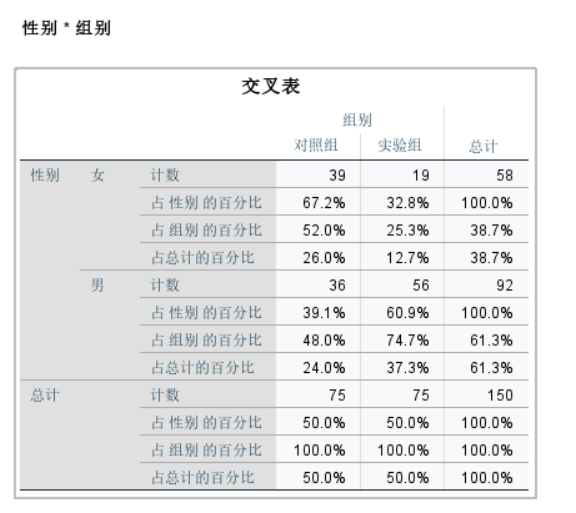 性别 * 组别
交叉表
组别
对照组 实验组 总计
性别 女 计数 39 19 58
占 性别 的百分比 67.2% 32.8% 100.0%
占 组别 的百分比 52.0% 25.3% 38.7%
占总计的百分比 26.0% 12.7% 38.7%
男 计数 36 56 92
占 性别 的百分比 39.1% 60.9% 100.0%
占 组别 的百分比 48.0% 74.7% 61.3%
占总计的百分比 24.0% 37.3% 61.3%
总计 计数 75 75 150
占 性别 的百分比 50.0% 50.0% 100.0%
占 组别 的百分比 100.0% 100.0% 100.0%
占总计的百分比 50.0% 50.0% 100.0%